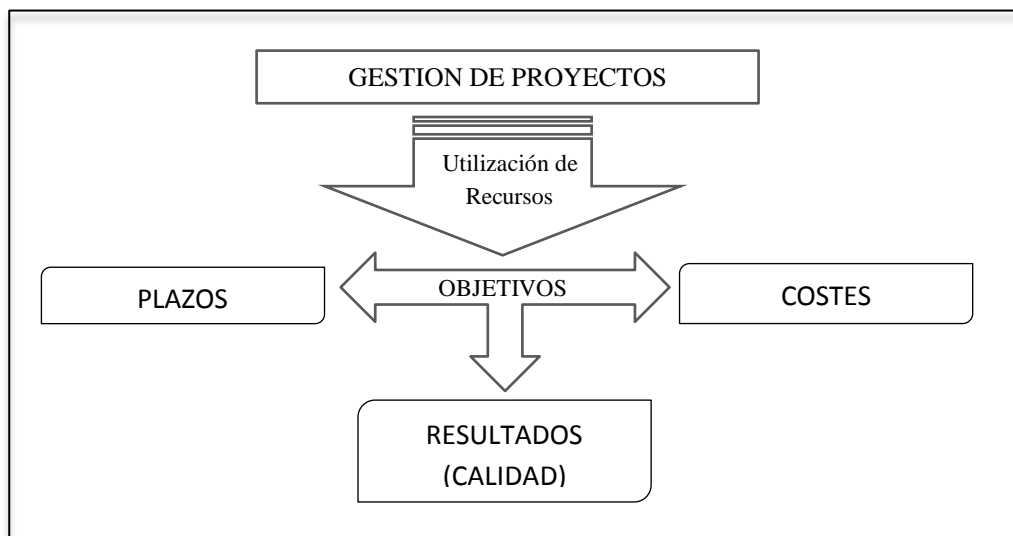 GESTION DE PROYECTOS
Utilización de
Recursos
PLAZOS
OBJETIVOS
COSTES
RESULTADOS
(CALIDAD)